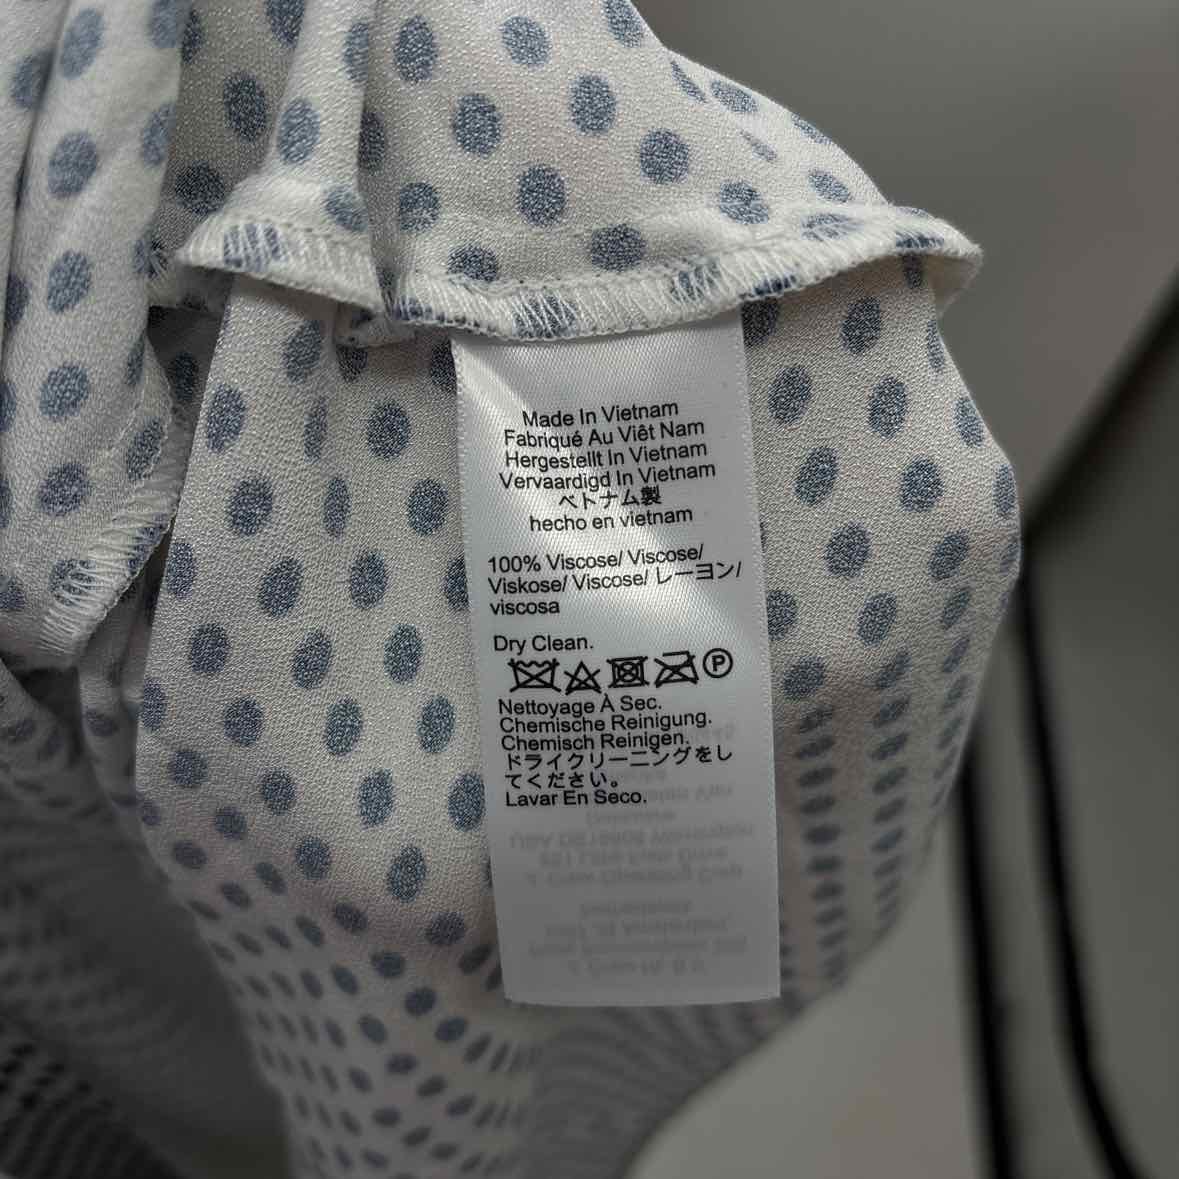 Made In Vietnam
Fabriqué Au Viêt Nam
Hergestellt In Vietnam
Vervaardigd In Vietnam
ベトナム製
hecho en vietnam
100% Viscose/ Viscose/
Viskose/ Viscose/ レーヨン/
viscosa
Dry Clean.
P
Nettoyage À Sec.
Chemische Reinigung.
Chemisch Reinigen.
ドライクリーニングをし
てください。
Lavar En Seco.